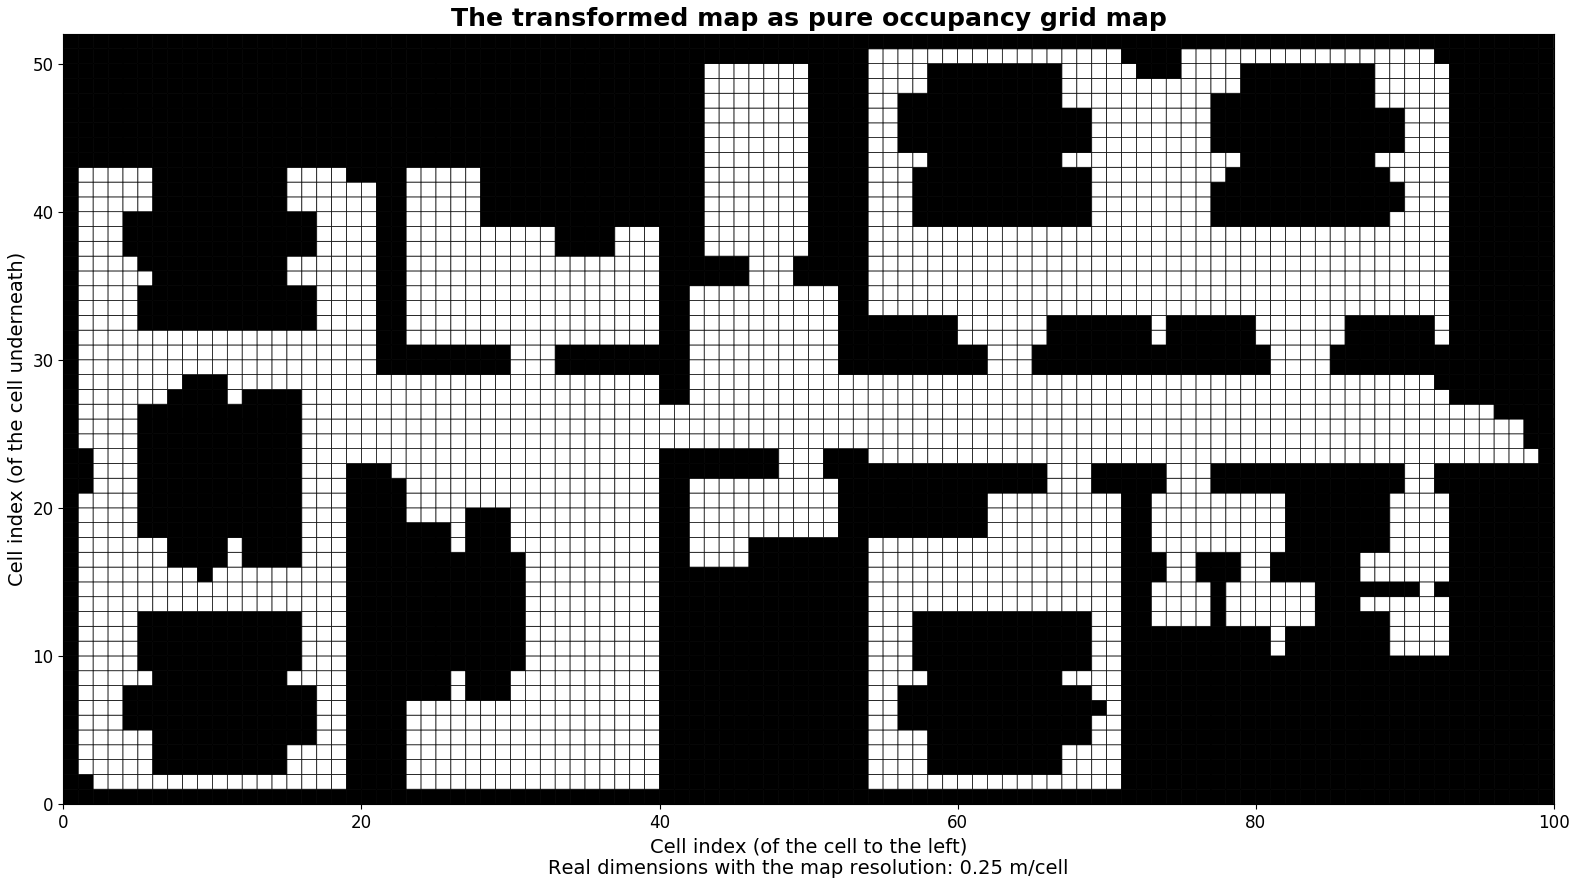 The transformed map as pure occupancy grid map
Cell index (of the cell underneath)
50
40
30
20
10
0
0 20 40 60 80 100
Cell index (of the cell to the left)
Real dimensions with the map resolution: 0.25 m/cell